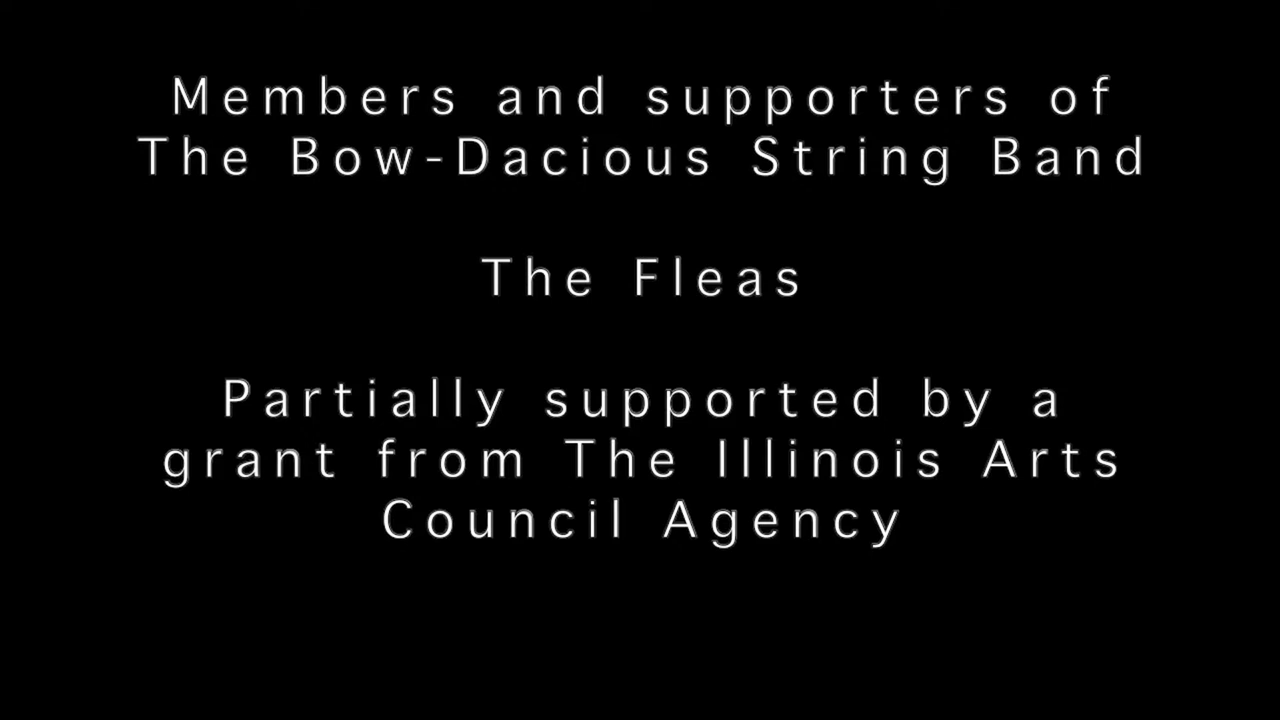 Members and supporters of
The Bow-Dacious String Band
The Fleas
Partially supported by a
grant from The Illinois Arts
Council Agency